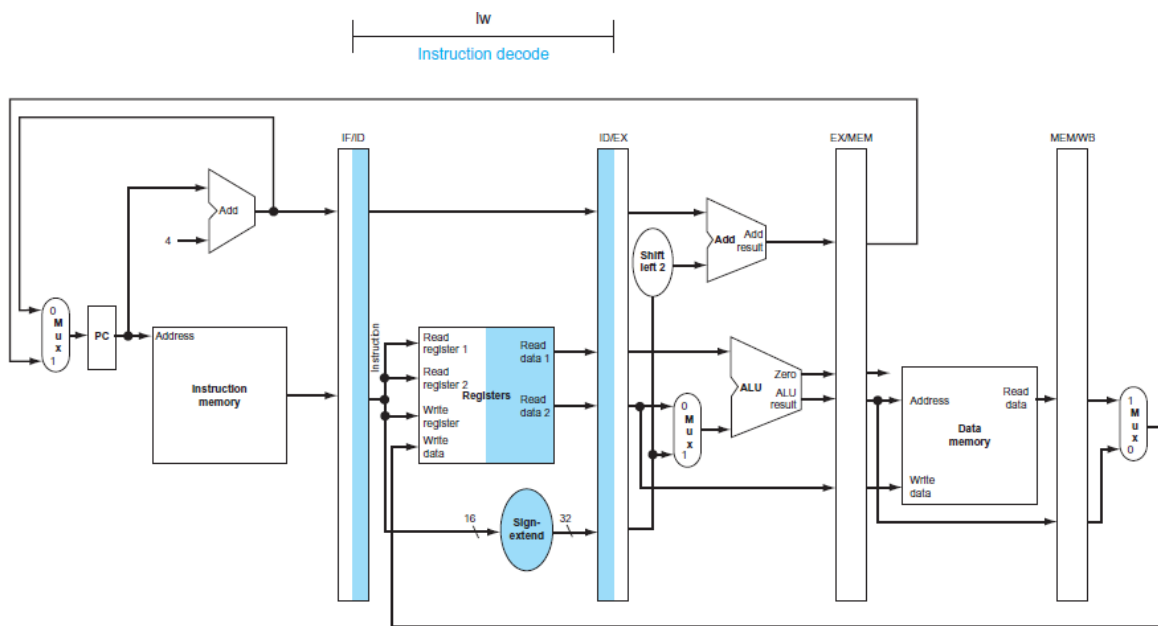 lw
Instruction decode
IF/ID
ID/EX
EX/MEM
MEM/WB
Add
4
Add
Add
result
Shift
left 2
0
M
u
x
1
PC
Address
Instruction
memory
Instruction
Read
register 1
Read
register 2
Write
register
Write
data
Registers
Read
data 1
Read
data 2
16
Sign-
extend
32
0
M
u
x
1
Zero
ALU
ALU
result
Address
Read
data
Data
memory
Write
data
1
M
u
x
0